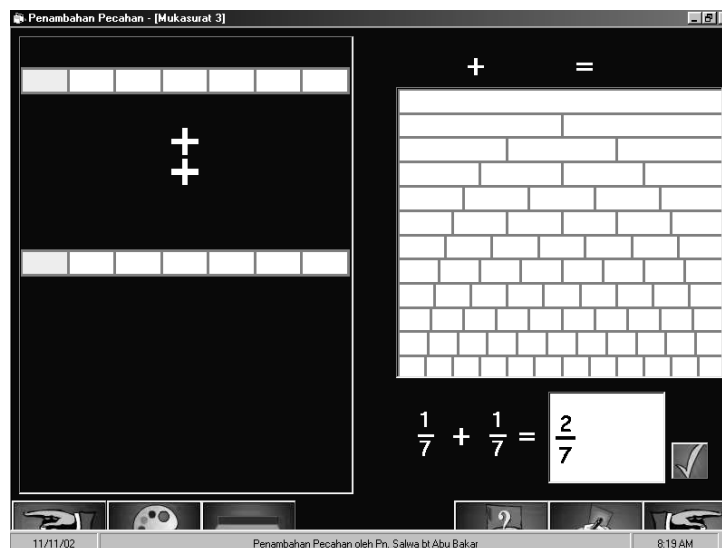 Penambahan Pecahan - [Mukasurat 3]
+ =
+
+
1/7 + 1/7 = 2/7
?
11/11/02 Penambahan Pecahan oleh Pn. Salwa bt Abu Bakar 8:19 AM